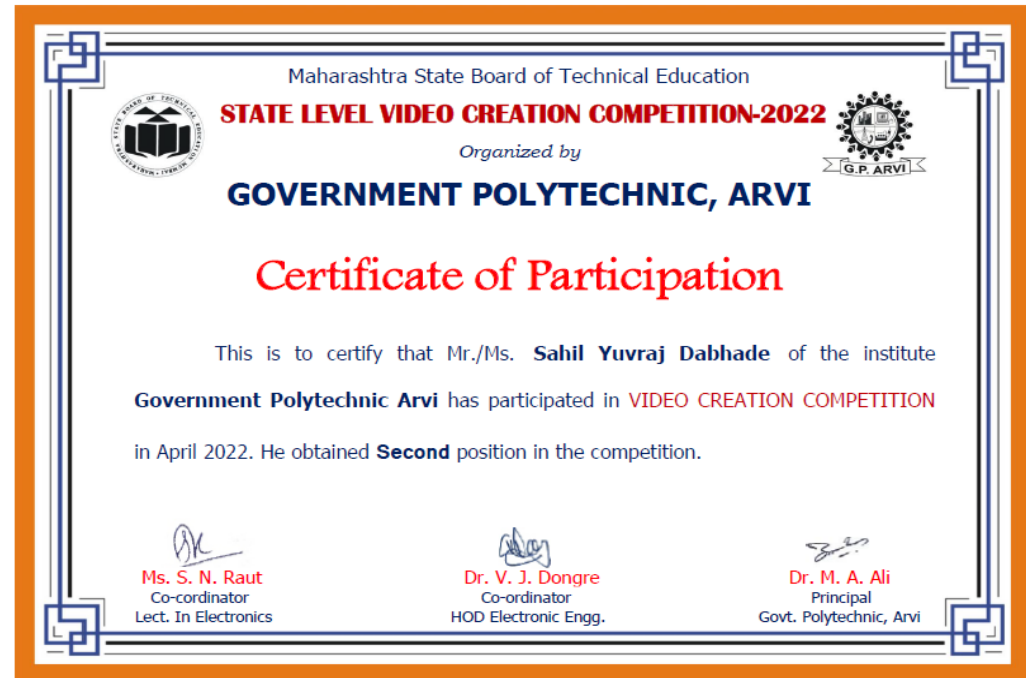 Maharashtra State Board of Technical Education
STATE LEVEL VIDEO CREATION COMPETITION-2022
Organized by
G.P. ARVI
GOVERNMENT POLYTECHNIC, ARVI
Certificate of Participation
This is to certify that Mr./Ms. Sahil Yuvraj Dabhade of the institute
Government Polytechnic Arvi has participated in VIDEO CREATION COMPETITION
in April 2022. He obtained Second position in the competition.
Ms. S. N. Raut Dr. V. J. Dongre Dr. M. A. Ali
Co-cordinator Co-ordinator Principal
Lect. In Electronics HOD Electronic Engg. Govt. Polytechnic, Arvi